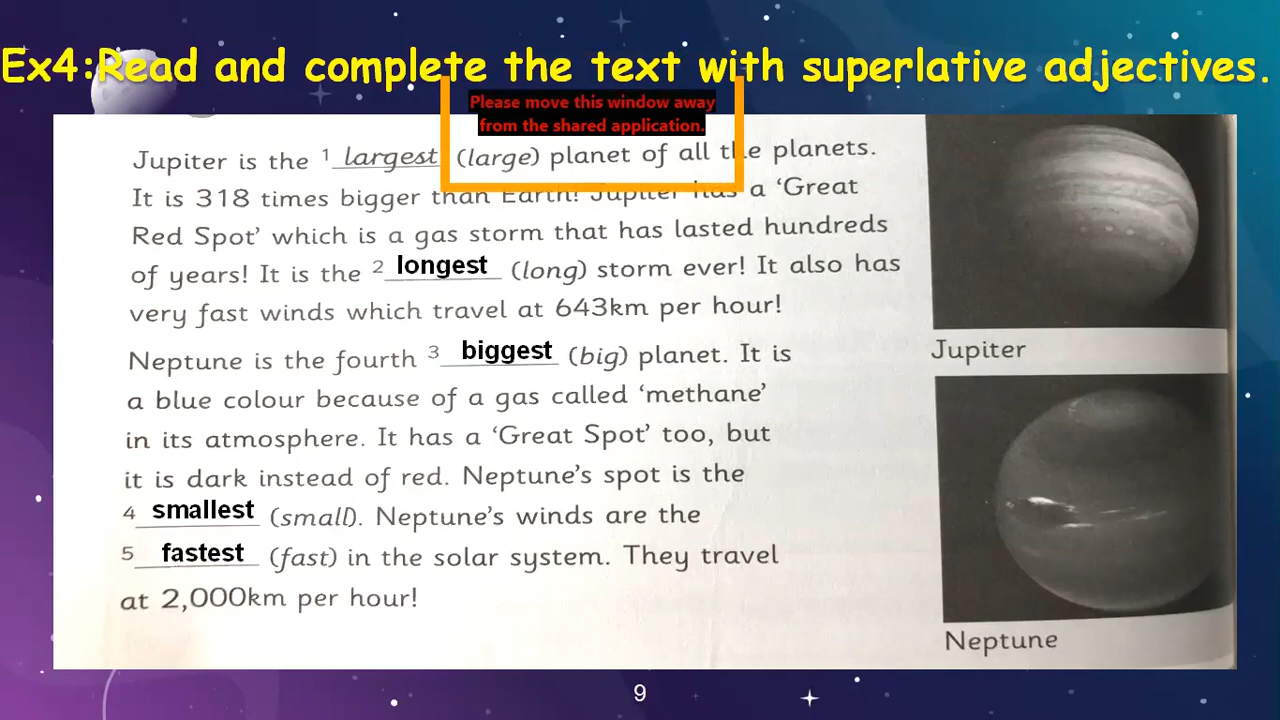 Ex4:Read and complete the text with superlative adjectives.
Please move this window away
from the shared application.
Jupiter is the 1 largest (large) planet of all the planets.
It is 318 times bigger than Earth! Jupiter has a ‘Great
Red Spot’ which is a gas storm that has lasted hundreds
of years! It is the 2 longest (long) storm ever! It also has
very fast winds which travel at 643km per hour!
Neptune is the fourth 3 biggest (big) planet. It is
a blue colour because of a gas called ‘methane’
in its atmosphere. It has a ‘Great Spot’ too, but
it is dark instead of red. Neptune’s spot is the
4 smallest (small). Neptune’s winds are the
5 fastest (fast) in the solar system. They travel
at 2,000km per hour!
Jupiter
Neptune
9